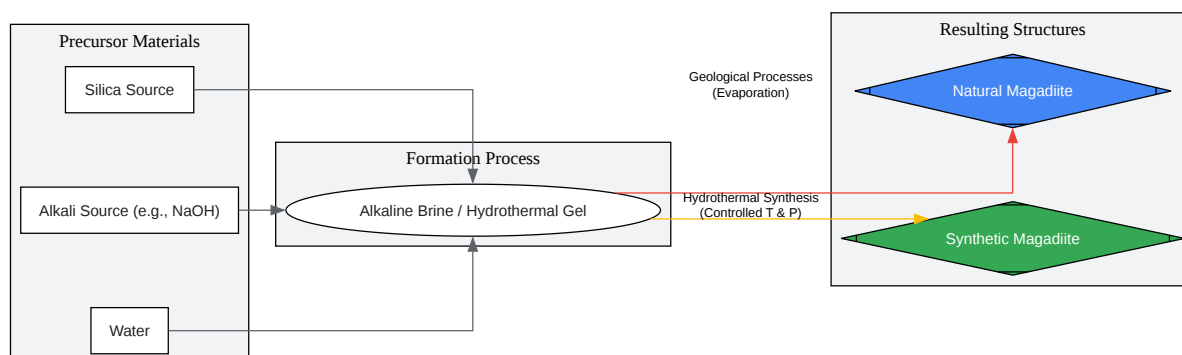 Precursor Materials
Silica Source
Alkali Source (e.g., NaOH)
Water
Formation Process
Alkaline Brine / Hydrothermal Gel
Geological Processes
(Evaporation)
Hydrothermal Synthesis
(Controlled T & P)
Resulting Structures
Natural Magadiite
Synthetic Magadiite